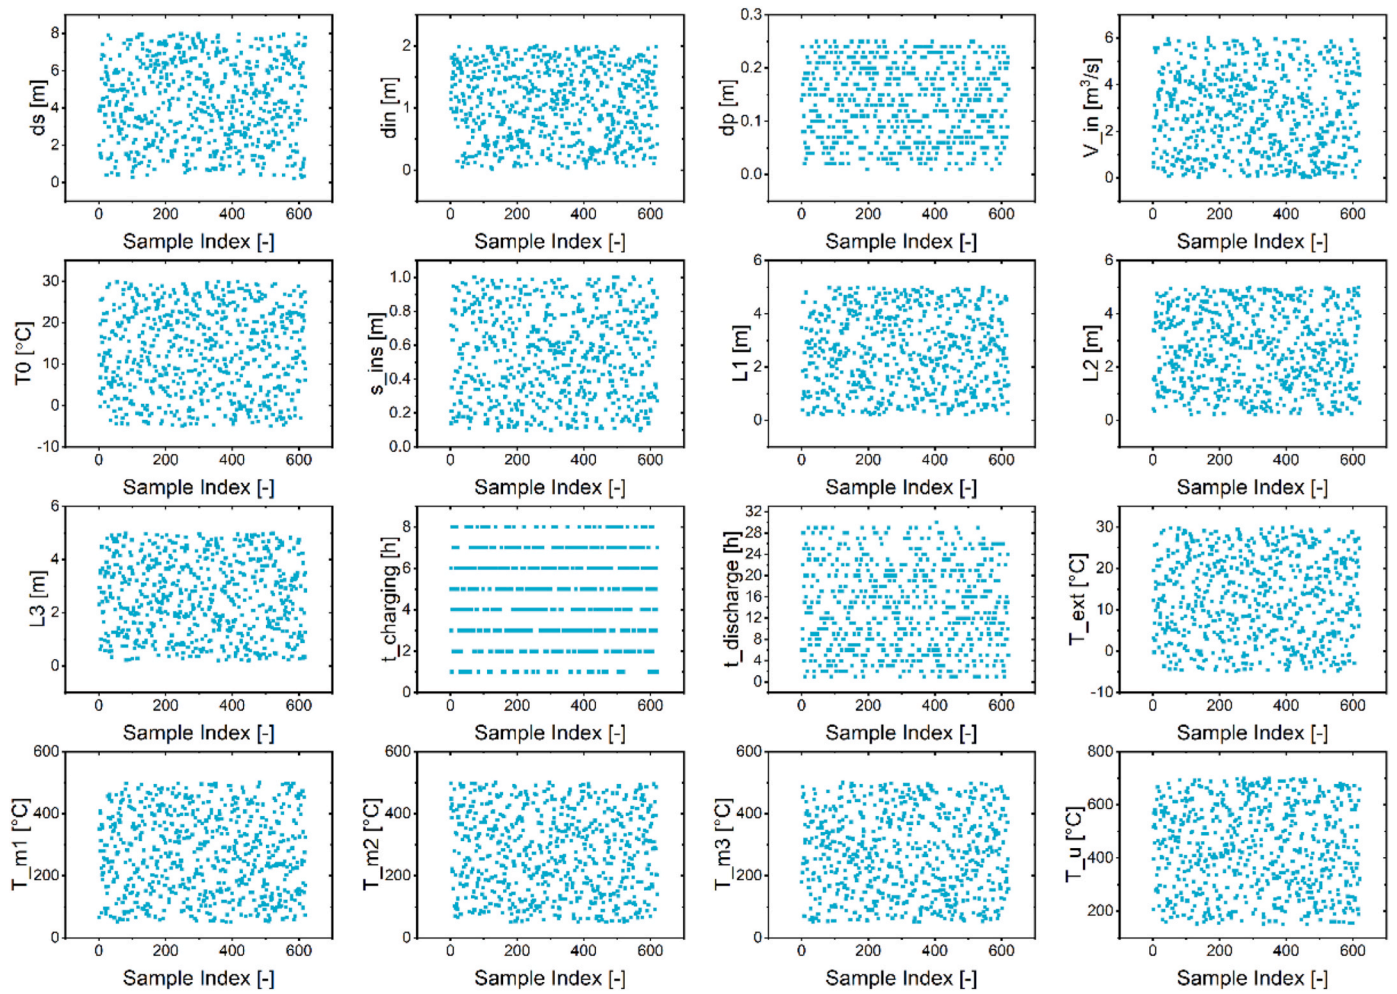 ds [m]
8
6
4
2
0
0 200 400 600
Sample Index [-]
din [m]
2
1
0
0 200 400 600
Sample Index [-]
dp [m]
0.3
0.2
0.1
0.0
0 200 400 600
Sample Index [-]
V_in [m³/s]
6
4
2
0
0 200 400 600
Sample Index [-]
T0 [°C]
30
20
10
0
-10
0 200 400 600
Sample Index [-]
s_ins [m]
1.0
0.8
0.6
0.4
0.2
0.0
0 200 400 600
Sample Index [-]
L1 [m]
6
4
2
0
0 200 400 600
Sample Index [-]
L2 [m]
6
4
2
0
0 200 400 600
Sample Index [-]
L3 [m]
6
4
2
0
0 200 400 600
Sample Index [-]
t_charging [h]
8
6
4
2
0
0 200 400 600
Sample Index [-]
t_discharge [h]
32
28
24
20
16
12
8
4
0
0 200 400 600
Sample Index [-]
T_ext [°C]
30
20
10
0
-10
0 200 400 600
Sample Index [-]
T_m1 [°C]
600
400
200
0
0 200 400 600
Sample Index [-]
T_m2 [°C]
600
400
200
0
0 200 400 600
Sample Index [-]
T_m3 [°C]
600
400
200
0
0 200 400 600
Sample Index [-]
T_u [°C]
800
600
400
200
0 200 400 600
Sample Index [-]